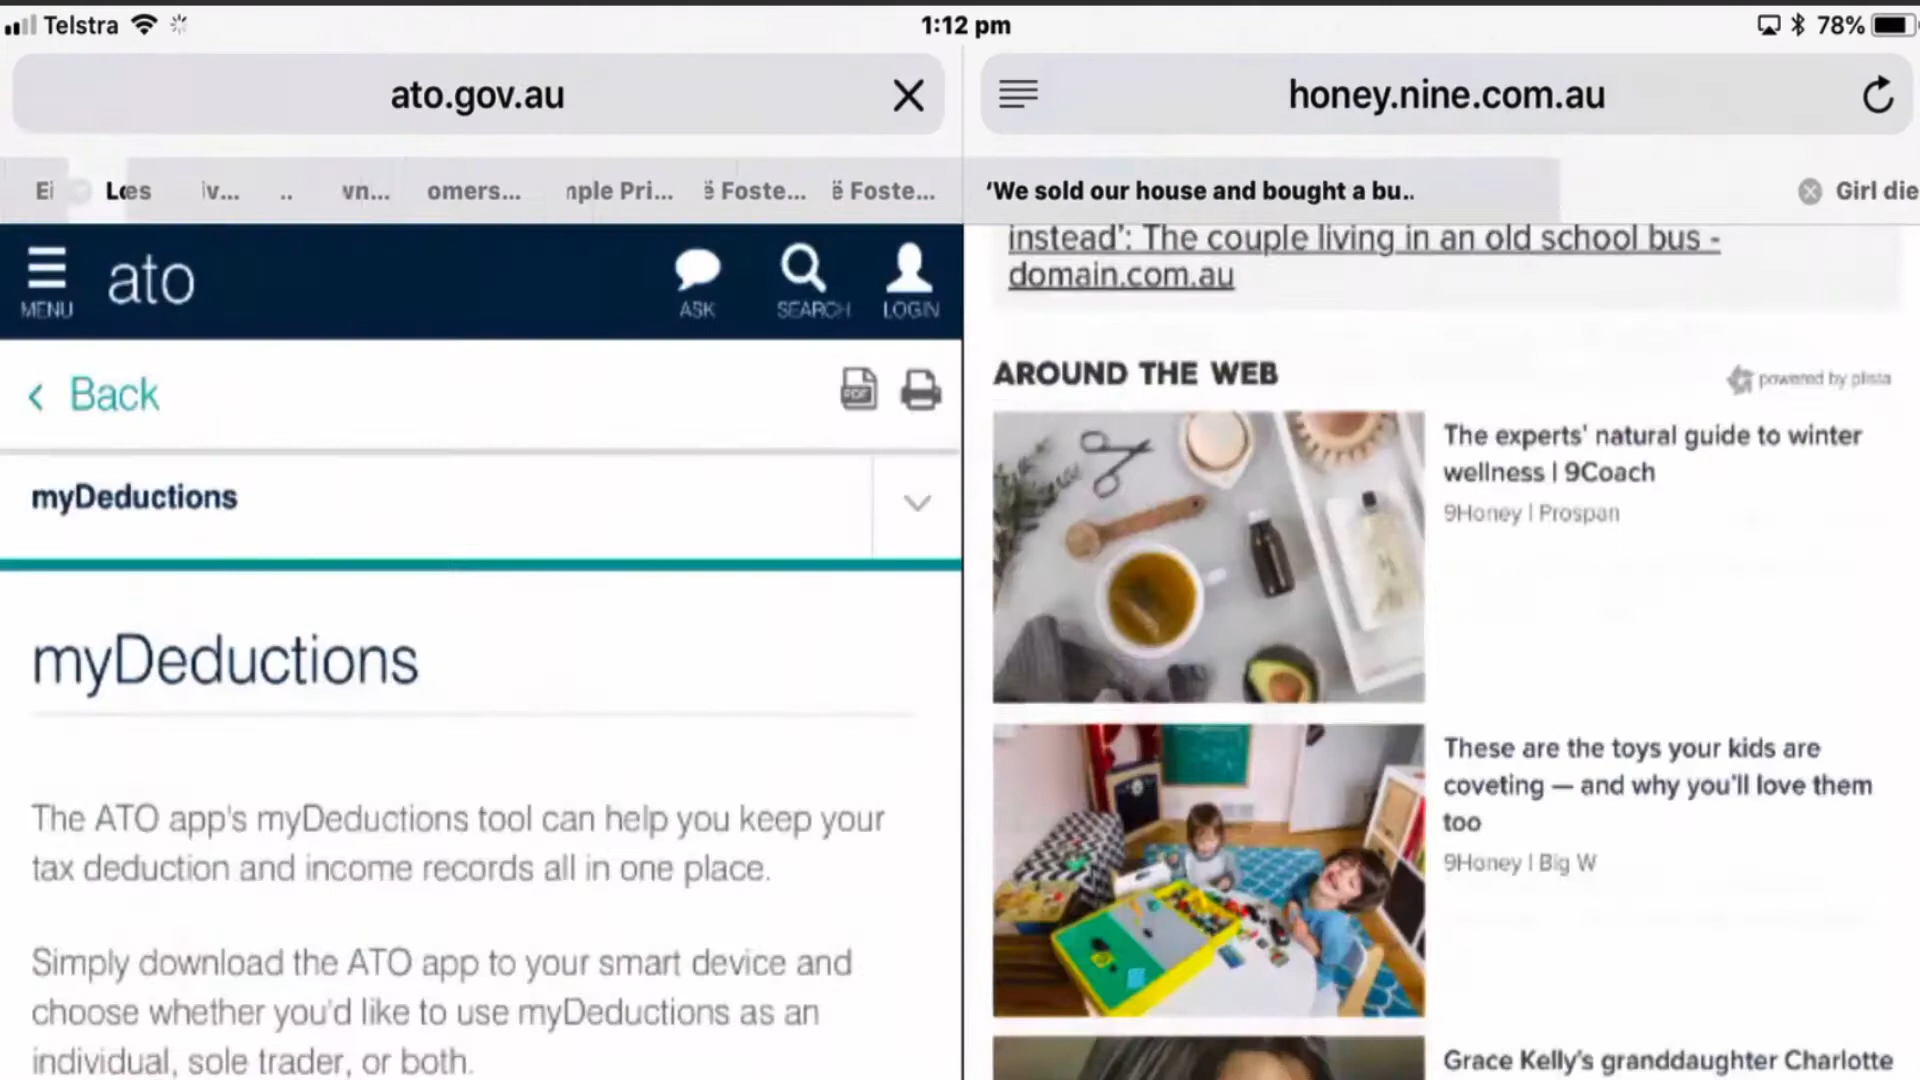 Telstra
1:12 pm
78%
ato.gov.au
omers...
ë Foste...
ë Foste...
MENU
ato
ASK
SEARCH
LOGIN
Back
PDF
myDeductions
myDeductions
The ATO app's myDeductions tool can help you keep your
tax deduction and income records all in one place.
Simply download the ATO app to your smart device and
choose whether you'd like to use myDeductions as an
individual, sole trader, or both.
honey.nine.com.au
‘We sold our house and bought a bu..
Girl die
instead’: The couple living in an old school bus -
domain.com.au
AROUND THE WEB
powered by plista
The experts' natural guide to winter
wellness | 9Coach
9Honey | Prospan
These are the toys your kids are
coveting — and why you'll love them
too
9Honey | Big W
Grace Kelly's granddaughter Charlotte